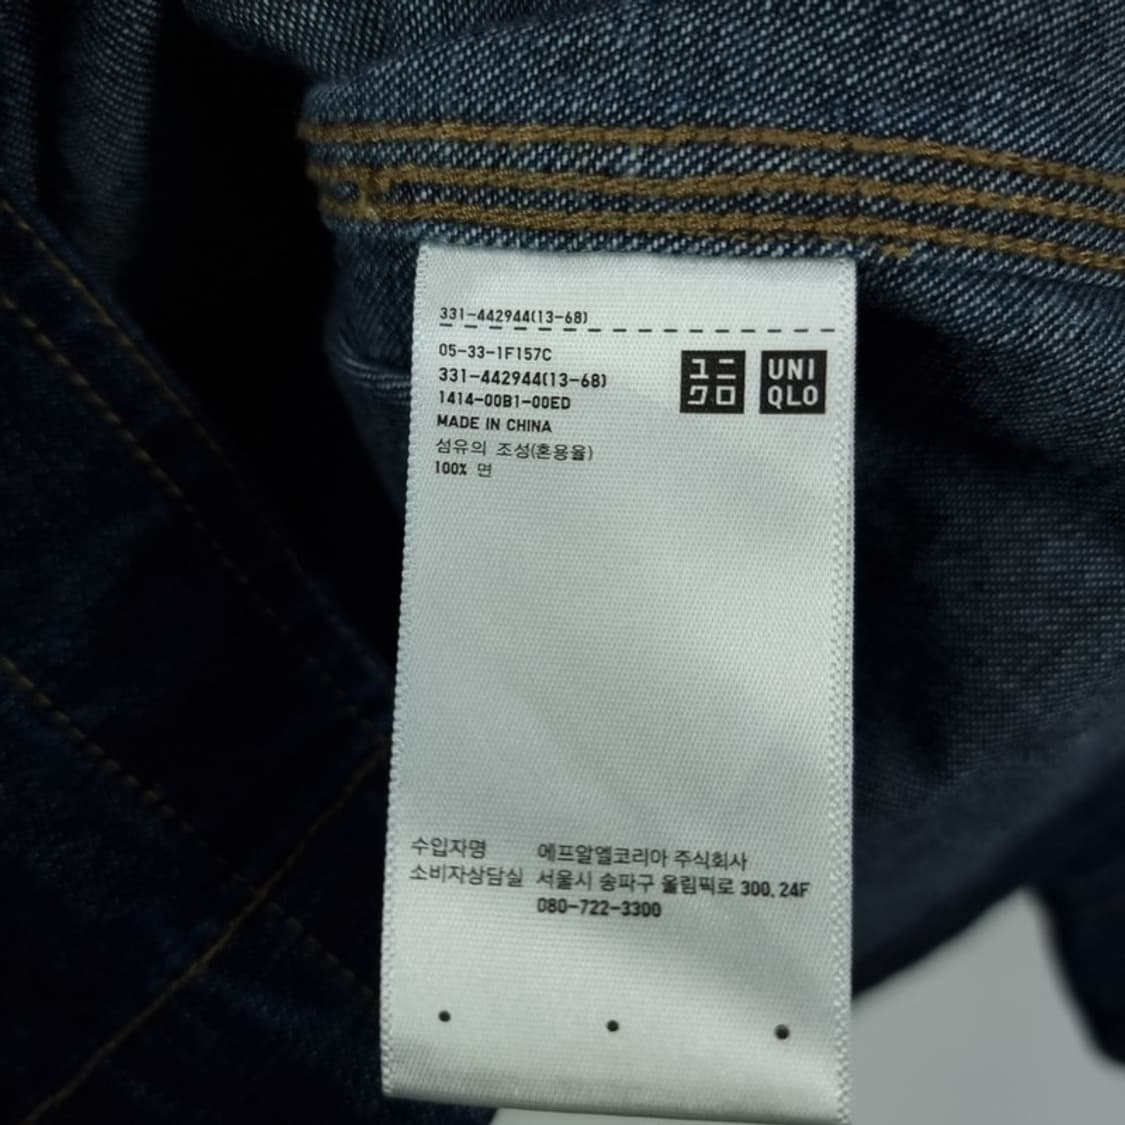 331-442944(13-68)
05-33-1F157C
331-442944(13-68)
1414-00B1-00ED
MADE IN CHINA
섬유의 조성(혼용율)
100% 면
ユニ
クロ
UNI
QLO
수입자명 에프알엘코리아 주식회사
소비자상담실 서울시 송파구 올림픽로 300, 24F
080-722-3300